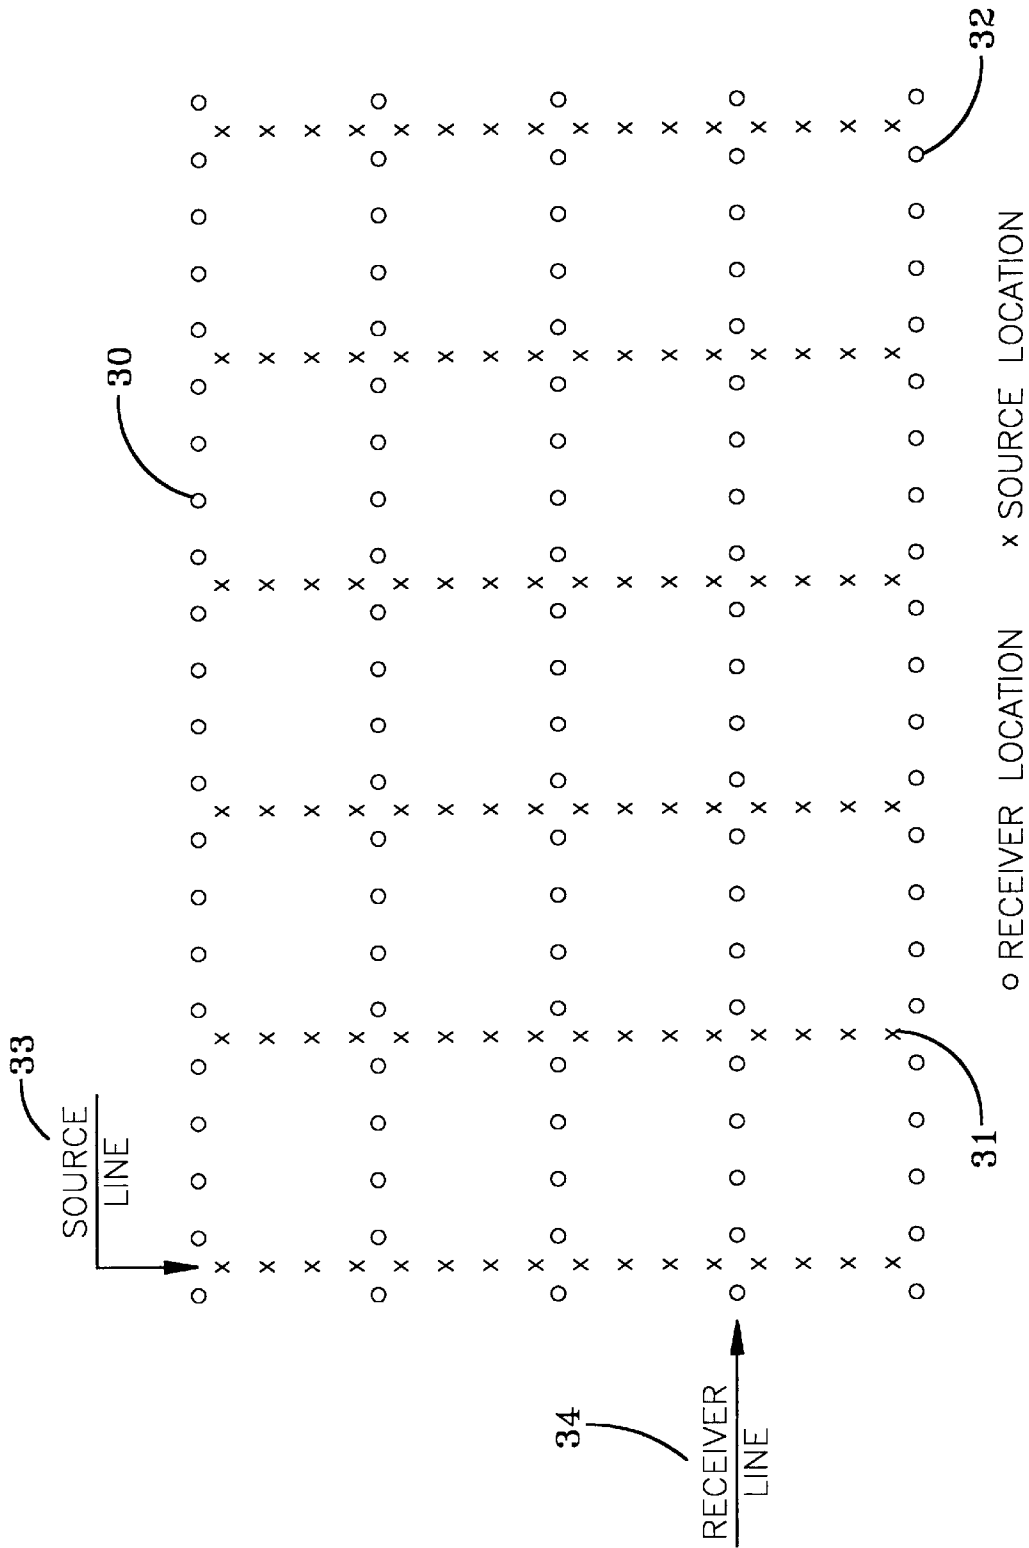 33
SOURCE
LINE
30
32
34
RECEIVER
LINE
31
o RECEIVER LOCATION
x SOURCE LOCATION